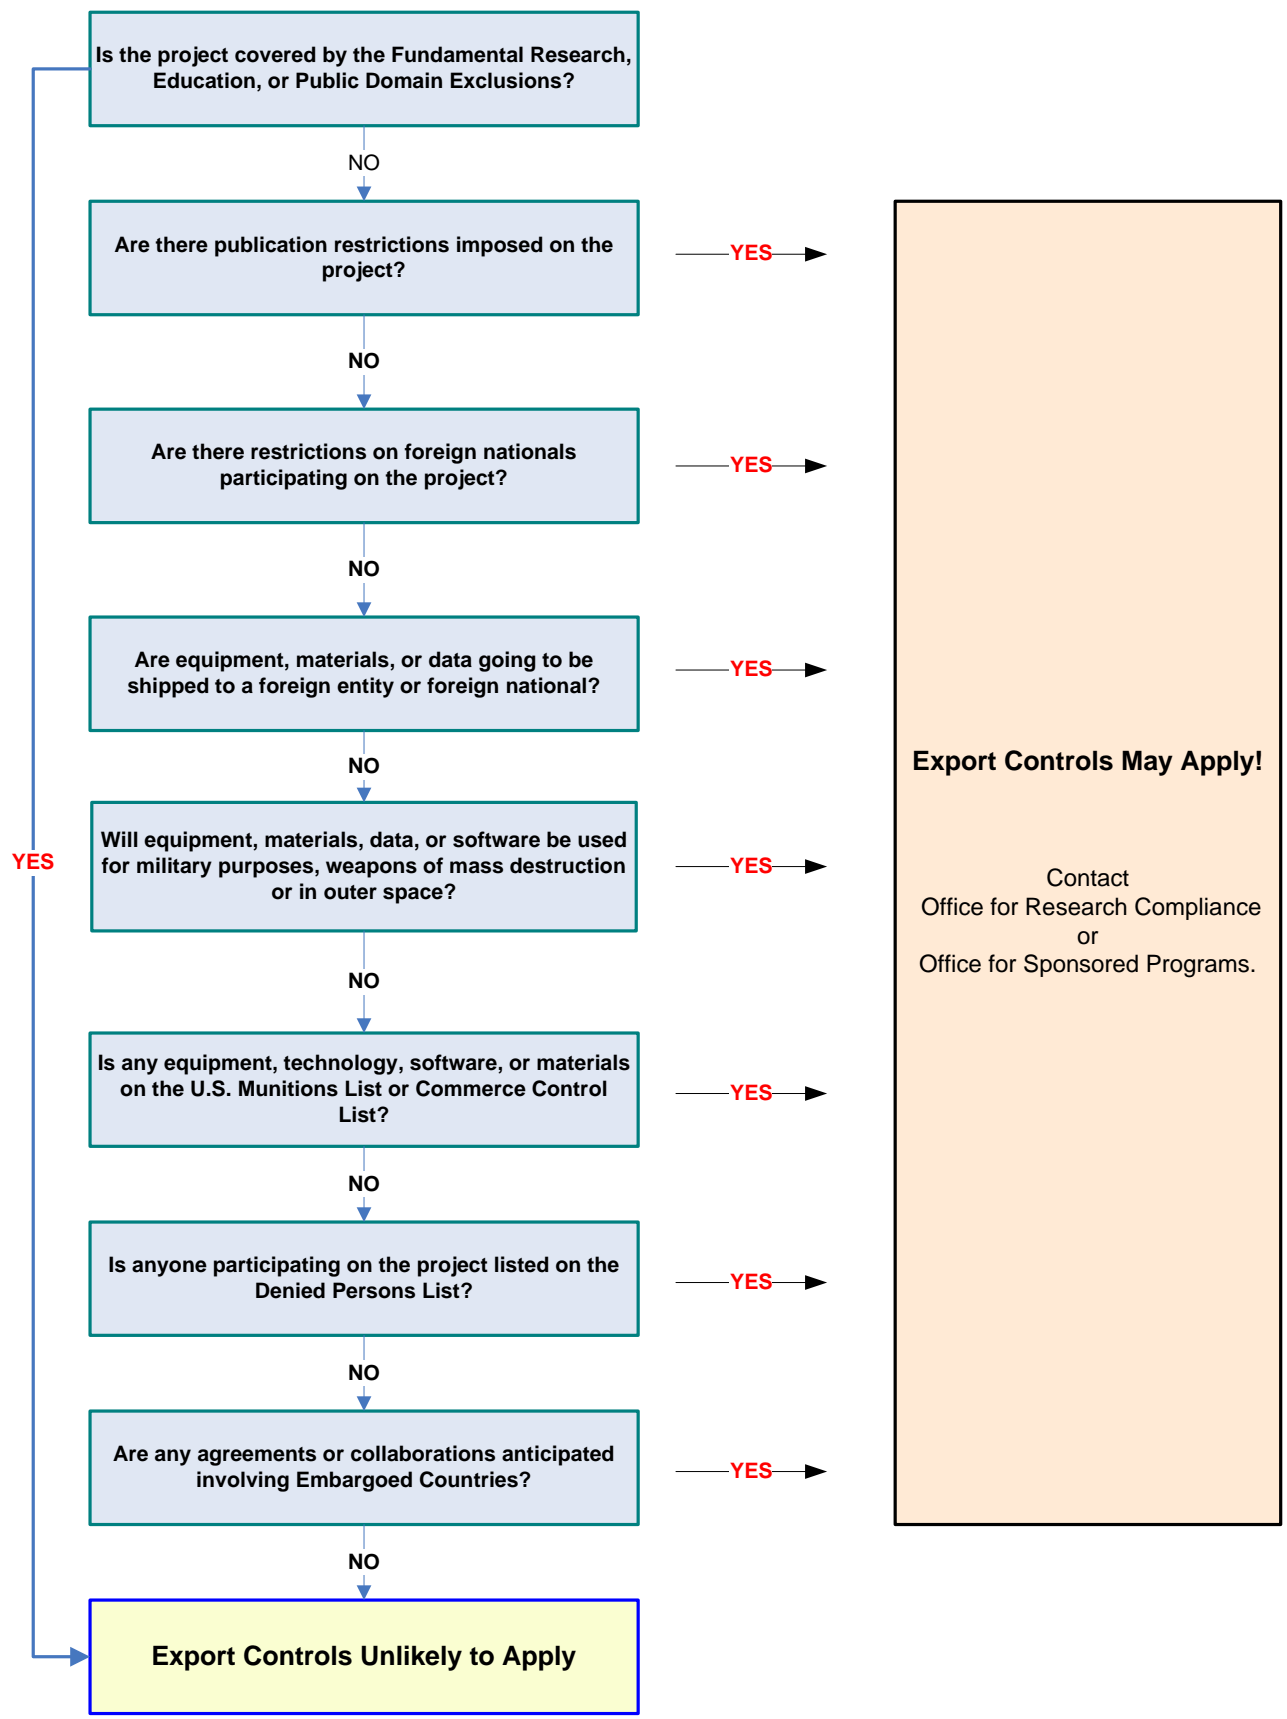 Is the project covered by the Fundamental Research,
Education, or Public Domain Exclusions?
NO
Are there publication restrictions imposed on the
project?
YES
NO
Are there restrictions on foreign nationals
participating on the project?
YES
NO
Are equipment, materials, or data going to be
shipped to a foreign entity or foreign national?
YES
NO
Will equipment, materials, data, or software be used
for military purposes, weapons of mass destruction
or in outer space?
YES
YES
NO
Is any equipment, technology, software, or materials
on the U.S. Munitions List or Commerce Control
List?
YES
NO
Is anyone participating on the project listed on the
Denied Persons List?
YES
NO
Are any agreements or collaborations anticipated
involving Embargoed Countries?
YES
NO
Export Controls Unlikely to Apply
Export Controls May Apply!
Contact
Office for Research Compliance
or
Office for Sponsored Programs.